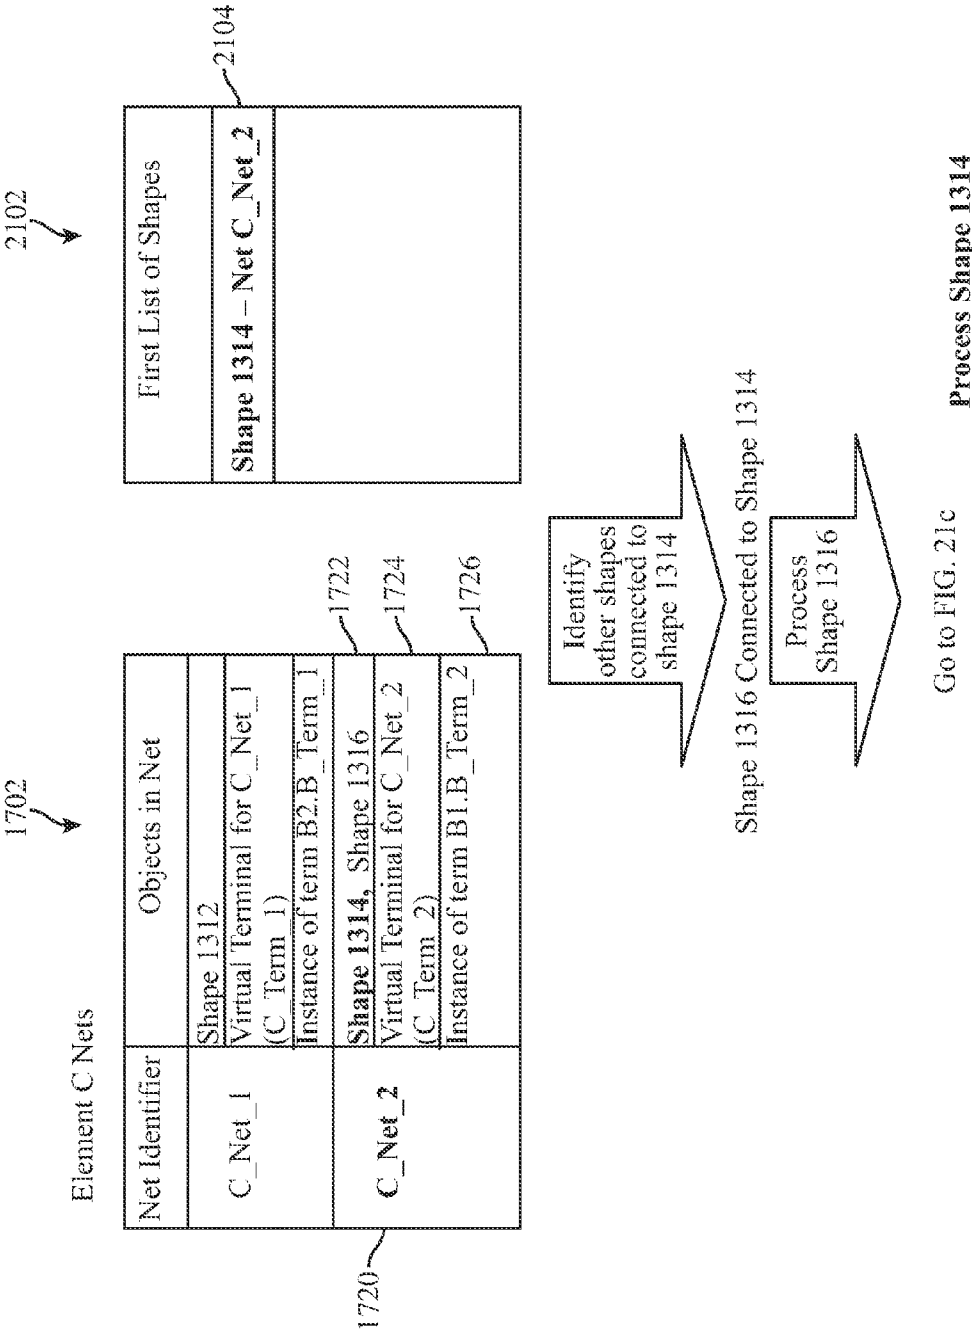 1702
2102
Element C Nets
Net Identifier
Objects in Net
C_Net_1
Shape 1312
Virtual Terminal for C_Net_1
(C_Term_1)
Instance of term B2.B_Term_1
C_Net_2
Shape 1314, Shape 1316
Virtual Terminal for C_Net_2
(C_Term_2)
Instance of term B1.B_Term_2
1720
1722
1724
1726
First List of Shapes
Shape 1314 – Net C_Net_2
2104
Identify
other shapes
connected to
shape 1314
Shape 1316 Connected to Shape 1314
Process
Shape 1316
Go to FIG. 21c
Process Shape 1314